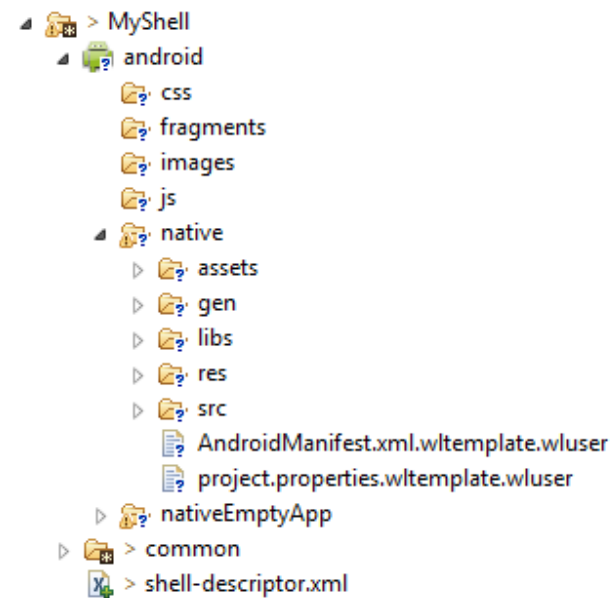 > MyShell
android
css
fragments
images
js
native
assets
gen
libs
res
src
AndroidManifest.xml.wltemplate.wluser
project.properties.wltemplate.wluser
nativeEmptyApp
> common
> shell-descriptor.xml